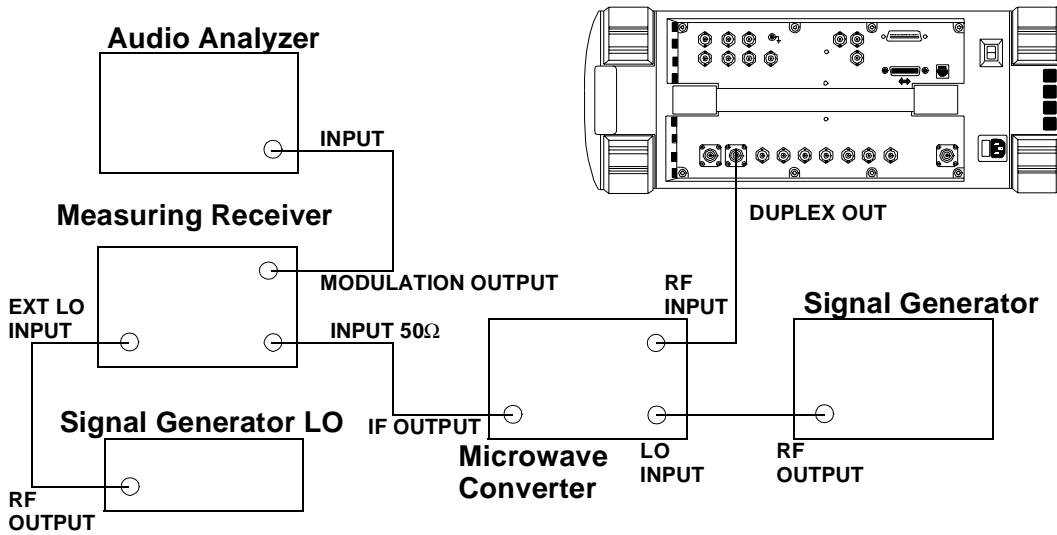 Audio Analyzer
INPUT
Measuring Receiver
DUPLEX OUT
MODULATION OUTPUT
EXT LO
INPUT
INPUT 50Ω
RF
INPUT
Signal Generator
Signal Generator LO
IF OUTPUT
Microwave
Converter
LO
INPUT
RF
OUTPUT
RF
OUTPUT